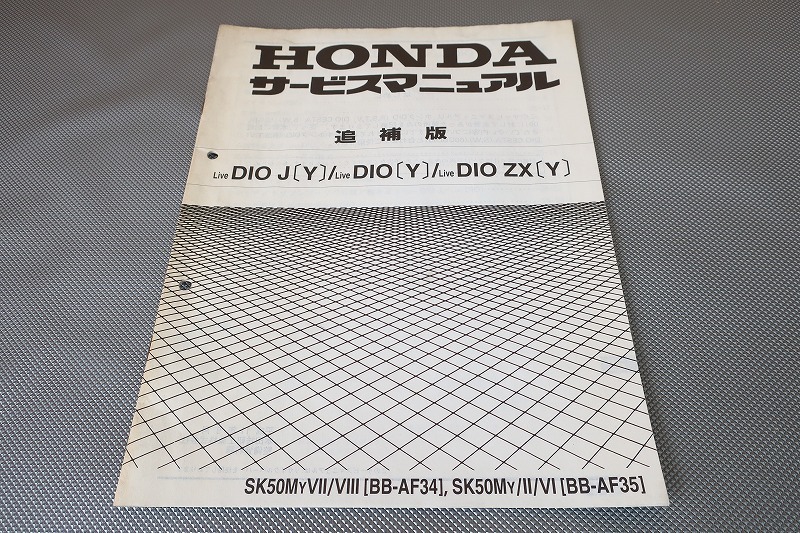 HONDA
サービスマニュアル
追補版
Live DIO J〔Y〕/Live DIO〔Y〕/Live DIO ZX〔Y〕
SK50MYVII/VIII [BB-AF34], SK50MY/II/VI [BB-AF35]